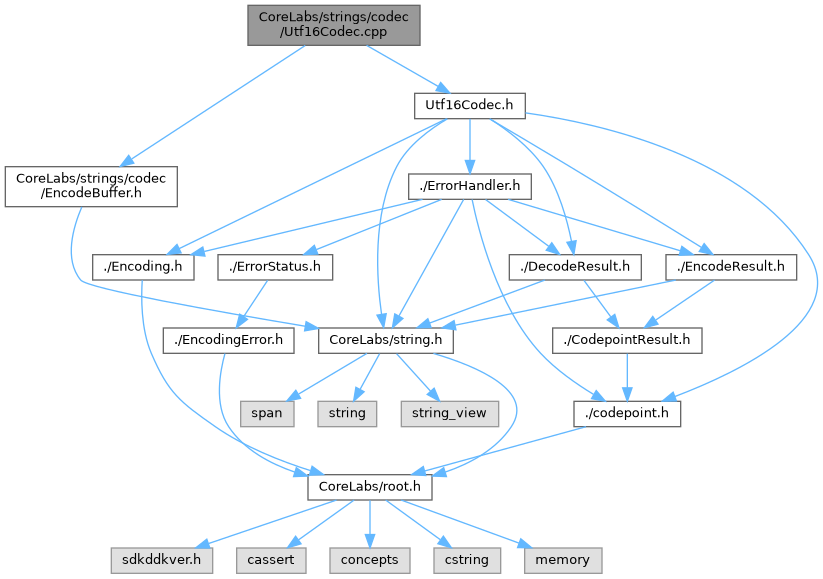 CoreLabs/strings/codec
/Utf16Codec.cpp
Utf16Codec.h
CoreLabs/strings/codec
/EncodeBuffer.h
./ErrorHandler.h
./Encoding.h
./ErrorStatus.h
./DecodeResult.h
./EncodeResult.h
./EncodingError.h
CoreLabs/string.h
./CodepointResult.h
span
string
string_view
./codepoint.h
CoreLabs/root.h
sdkddkver.h
cassert
concepts
cstring
memory